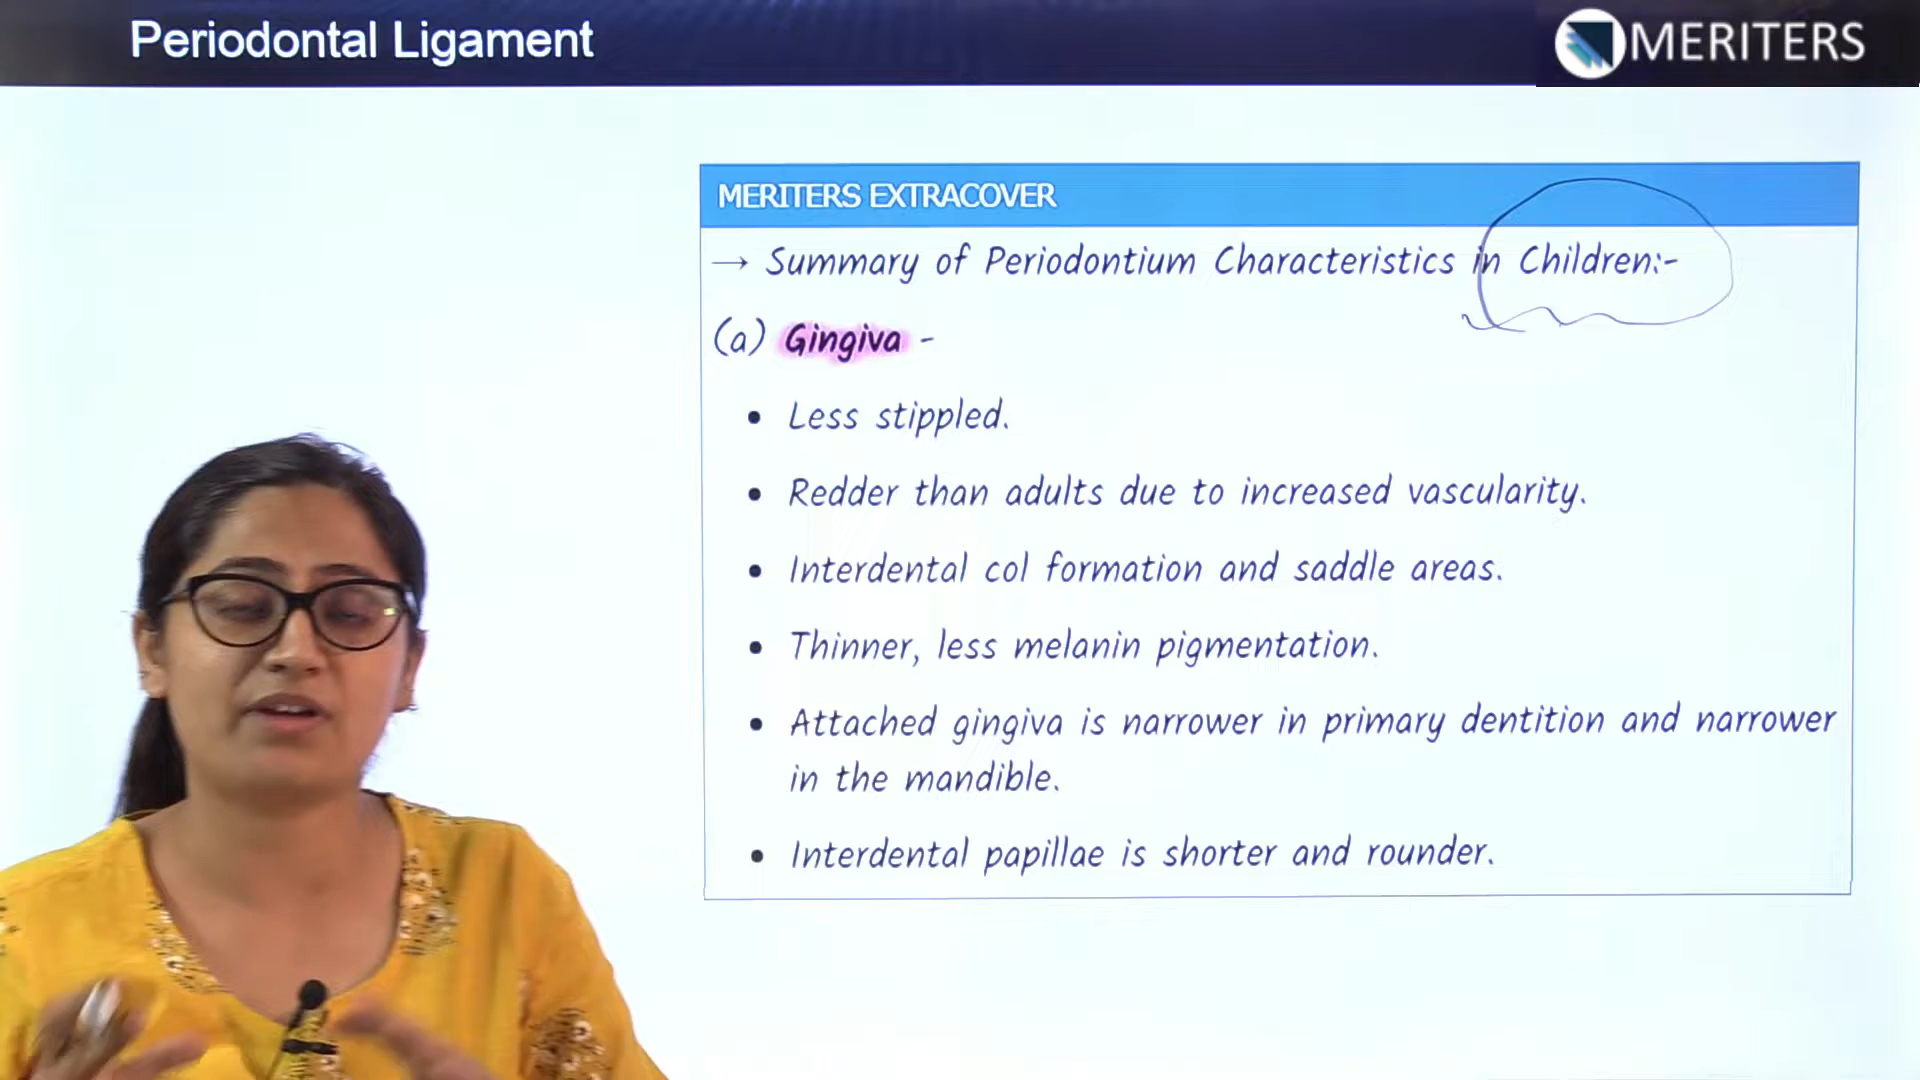 Periodontal Ligament
MERITERS
MERITERS EXTRACOVER
→ Summary of Periodontium Characteristics in Children:-
(a) Gingiva -
• Less stippled.
• Redder than adults due to increased vascularity.
• Interdental col formation and saddle areas.
• Thinner, less melanin pigmentation.
• Attached gingiva is narrower in primary dentition and narrower
in the mandible.
• Interdental papillae is shorter and rounder.